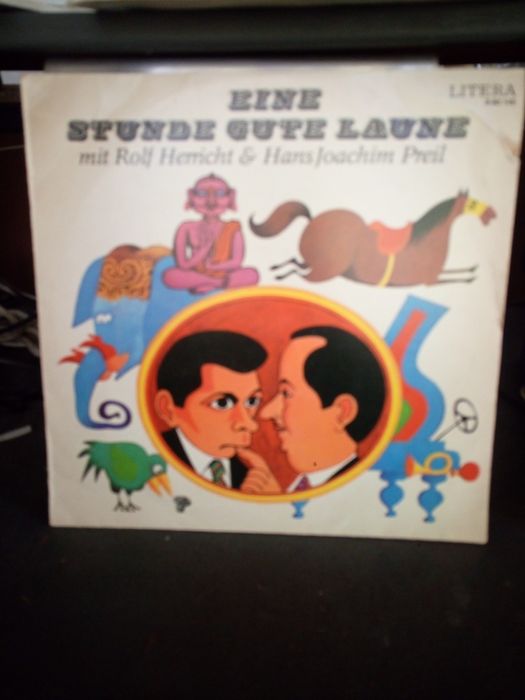 EINE
STUNDE GUTE LAUNE
mit Rolf Herricht & Hans Joachim Preil
LITERA